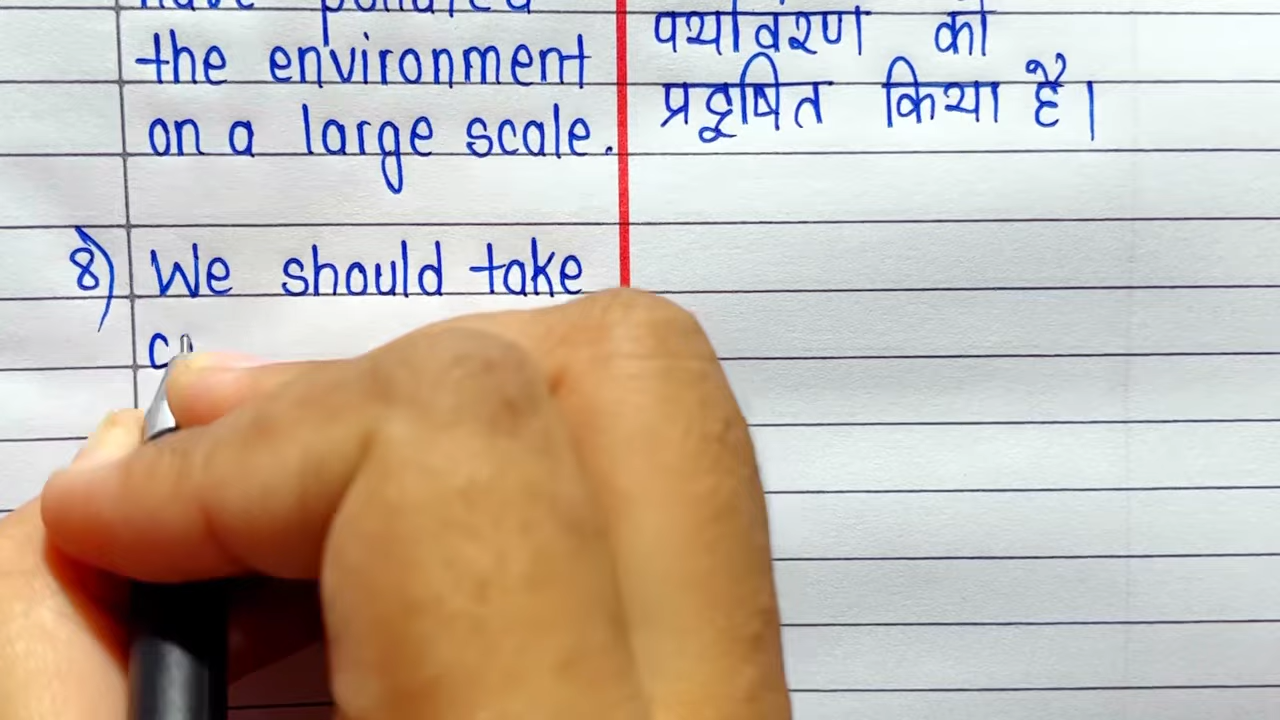 the environment
on a large scale.
8) We should take
पर्यावरण को
प्रदूषित किया है।